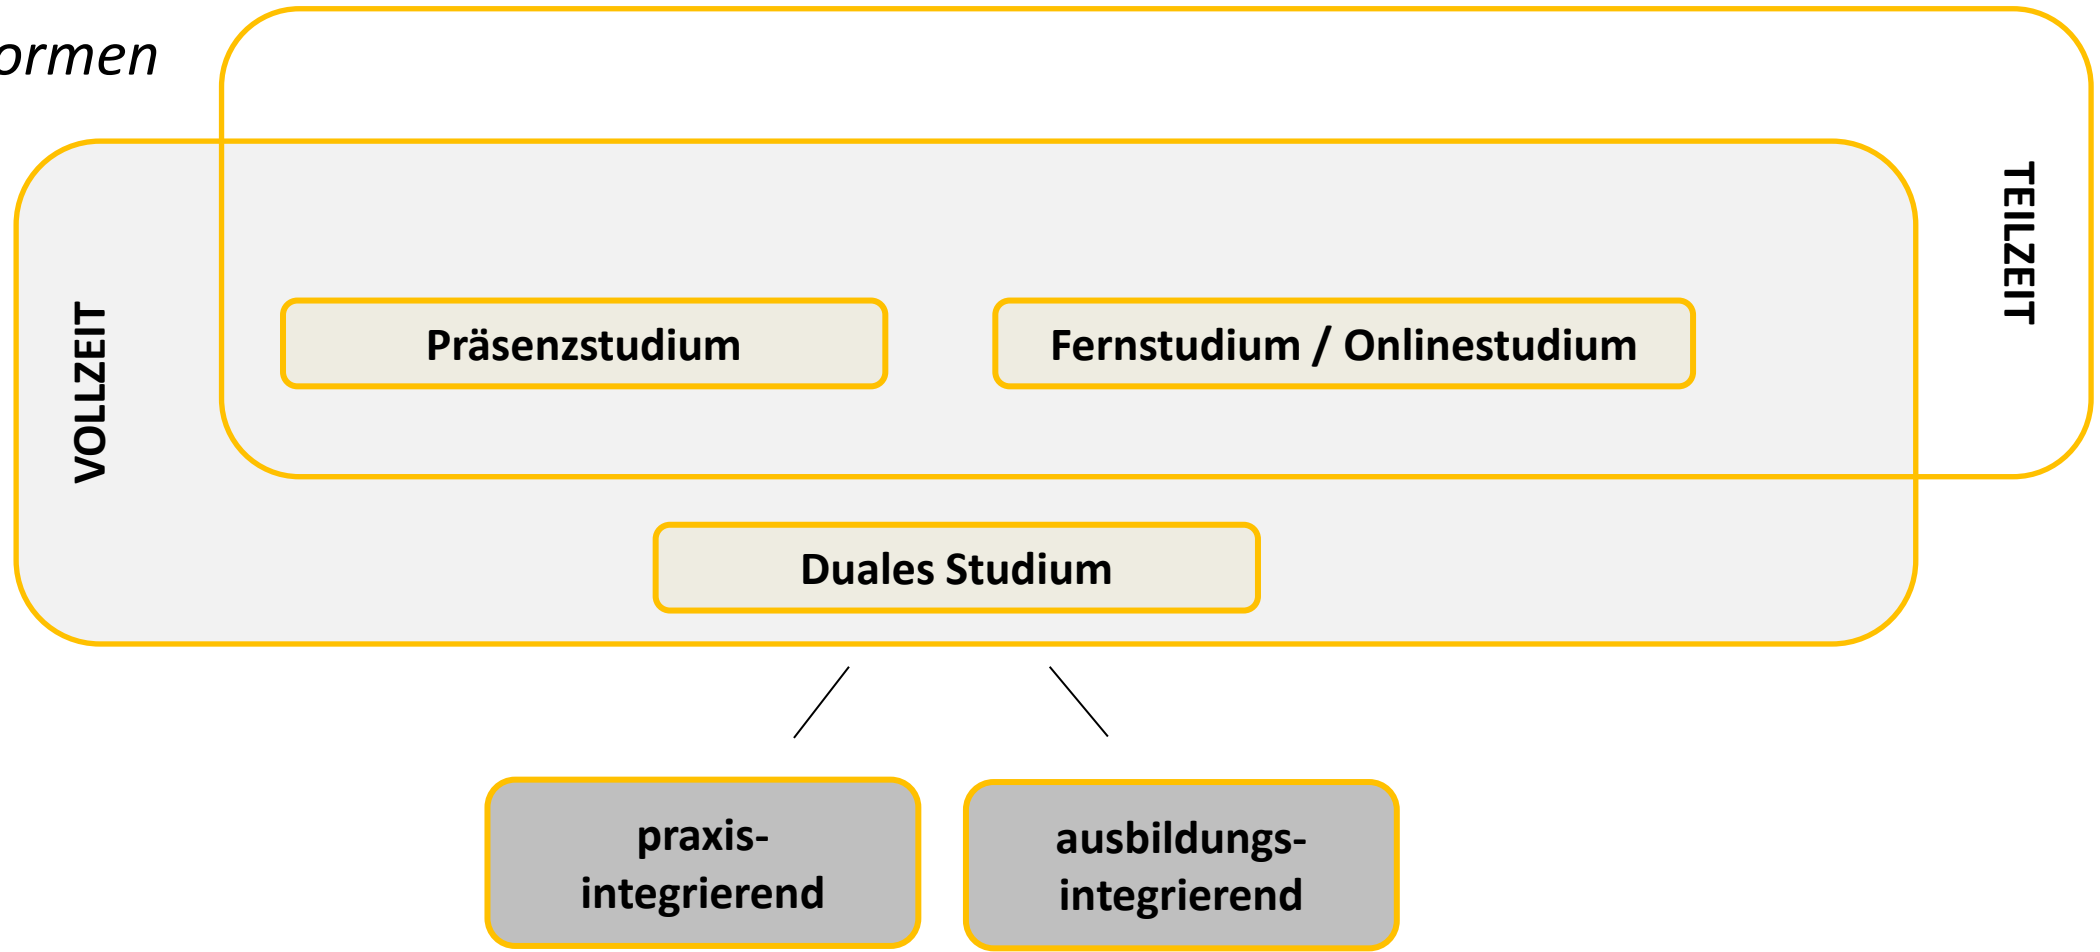 ormen
TEILZEIT
VOLLZEIT
Präsenzstudium
Fernstudium / Onlinestudium
Duales Studium
praxis-
integrierend
ausbildungs-
integrierend